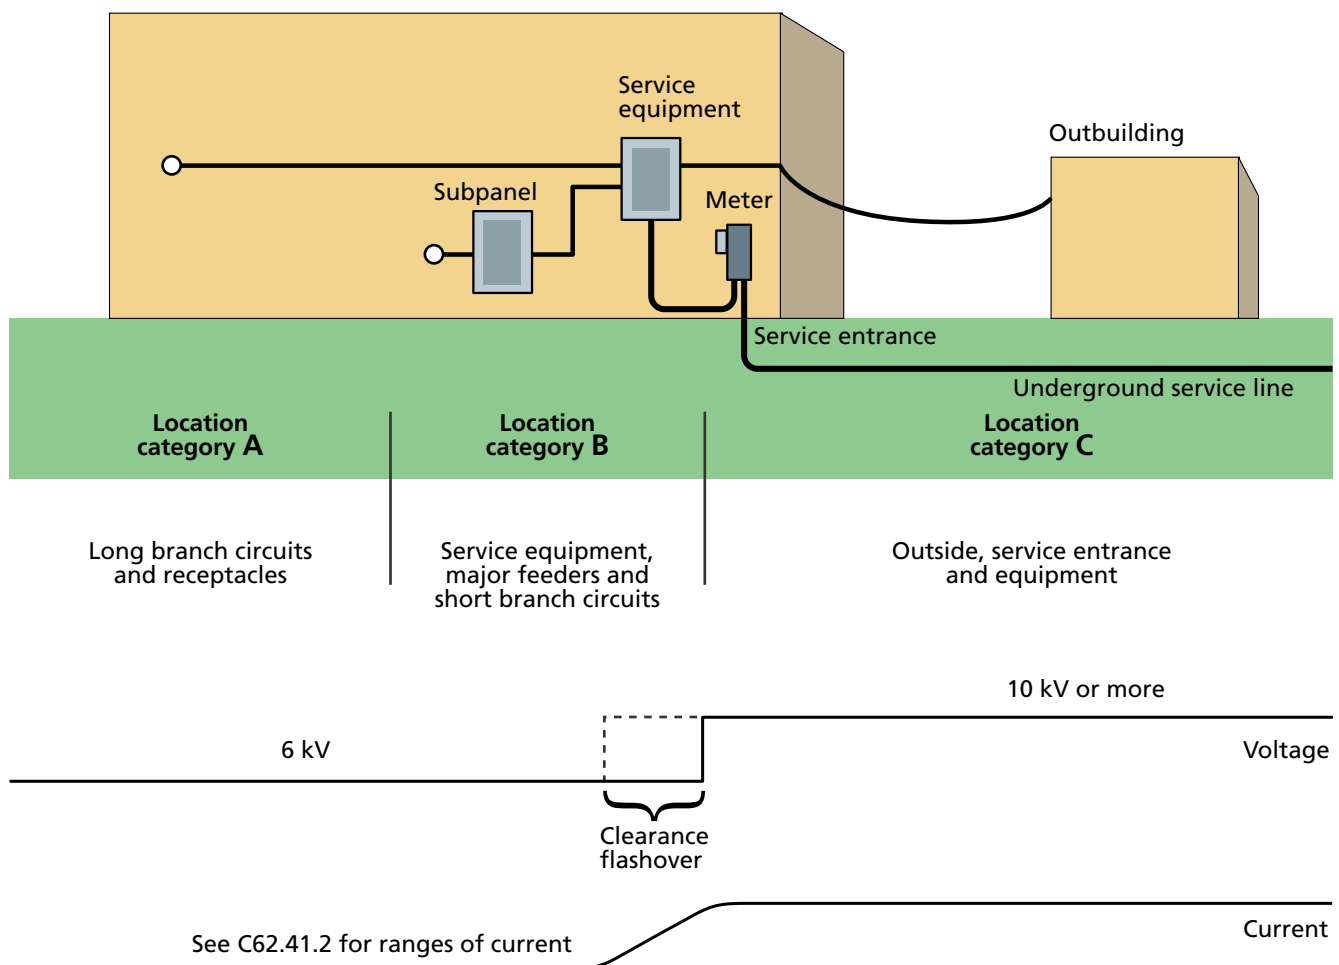 Service
equipment
Outbuilding
Subpanel
Meter
Service entrance
Underground service line
Location
category A
Location
category B
Location
category C
Long branch circuits
and receptacles
Service equipment,
major feeders and
short branch circuits
Outside, service entrance
and equipment
10 kV or more
6 kV
Voltage
Clearance
flashover
Current
See C62.41.2 for ranges of current